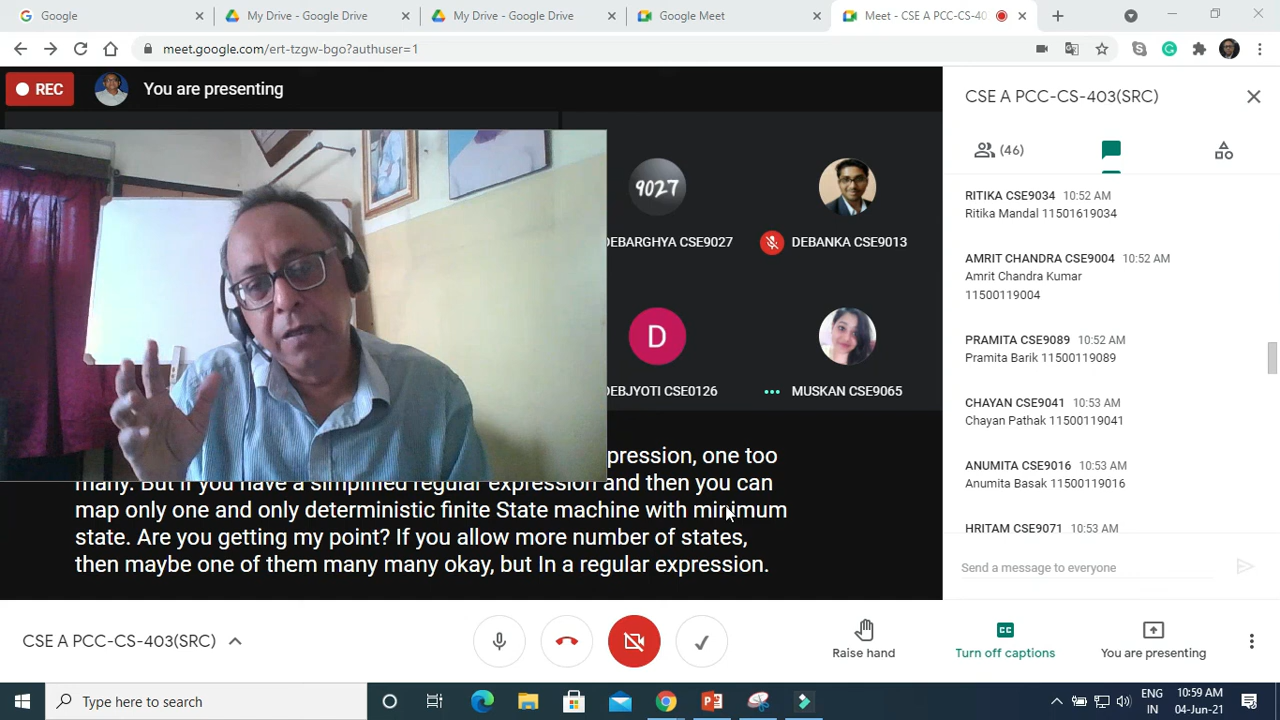 Google
My Drive - Google Drive
My Drive - Google Drive
Google Meet
Meet - CSE A PCC-CS-40
meet.google.com/ert-tzgw-bgo?authuser=1
REC
You are presenting
CSE A PCC-CS-403(SRC)
(46)
9027
DEBARGHYA CSE9027
DEBANKA CSE9013
D
DEBJYOTI CSE0126
MUSKAN CSE9065
RITIKA CSE9034 10:52 AM
Ritika Mandal 11501619034
AMRIT CHANDRA CSE9004 10:52 AM
Amrit Chandra Kumar
11500119004
PRAMITA CSE9089 10:52 AM
Pramita Barik 11500119089
CHAYAN CSE9041 10:53 AM
Chayan Pathak 11500119041
ANUMITA CSE9016 10:53 AM
Anumita Basak 11500119016
HRITAM CSE9071 10:53 AM
Send a message to everyone
pression, one too
many. But if you have a simplified regular expression and then you can
map only one and only deterministic finite State machine with minimum
state. Are you getting my point? If you allow more number of states,
then maybe one of them many many okay, but In a regular expression.
CSE A PCC-CS-403(SRC)
Raise hand
CC
Turn off captions
You are presenting
Type here to search
ENG
IN
10:59 AM
04-Jun-21